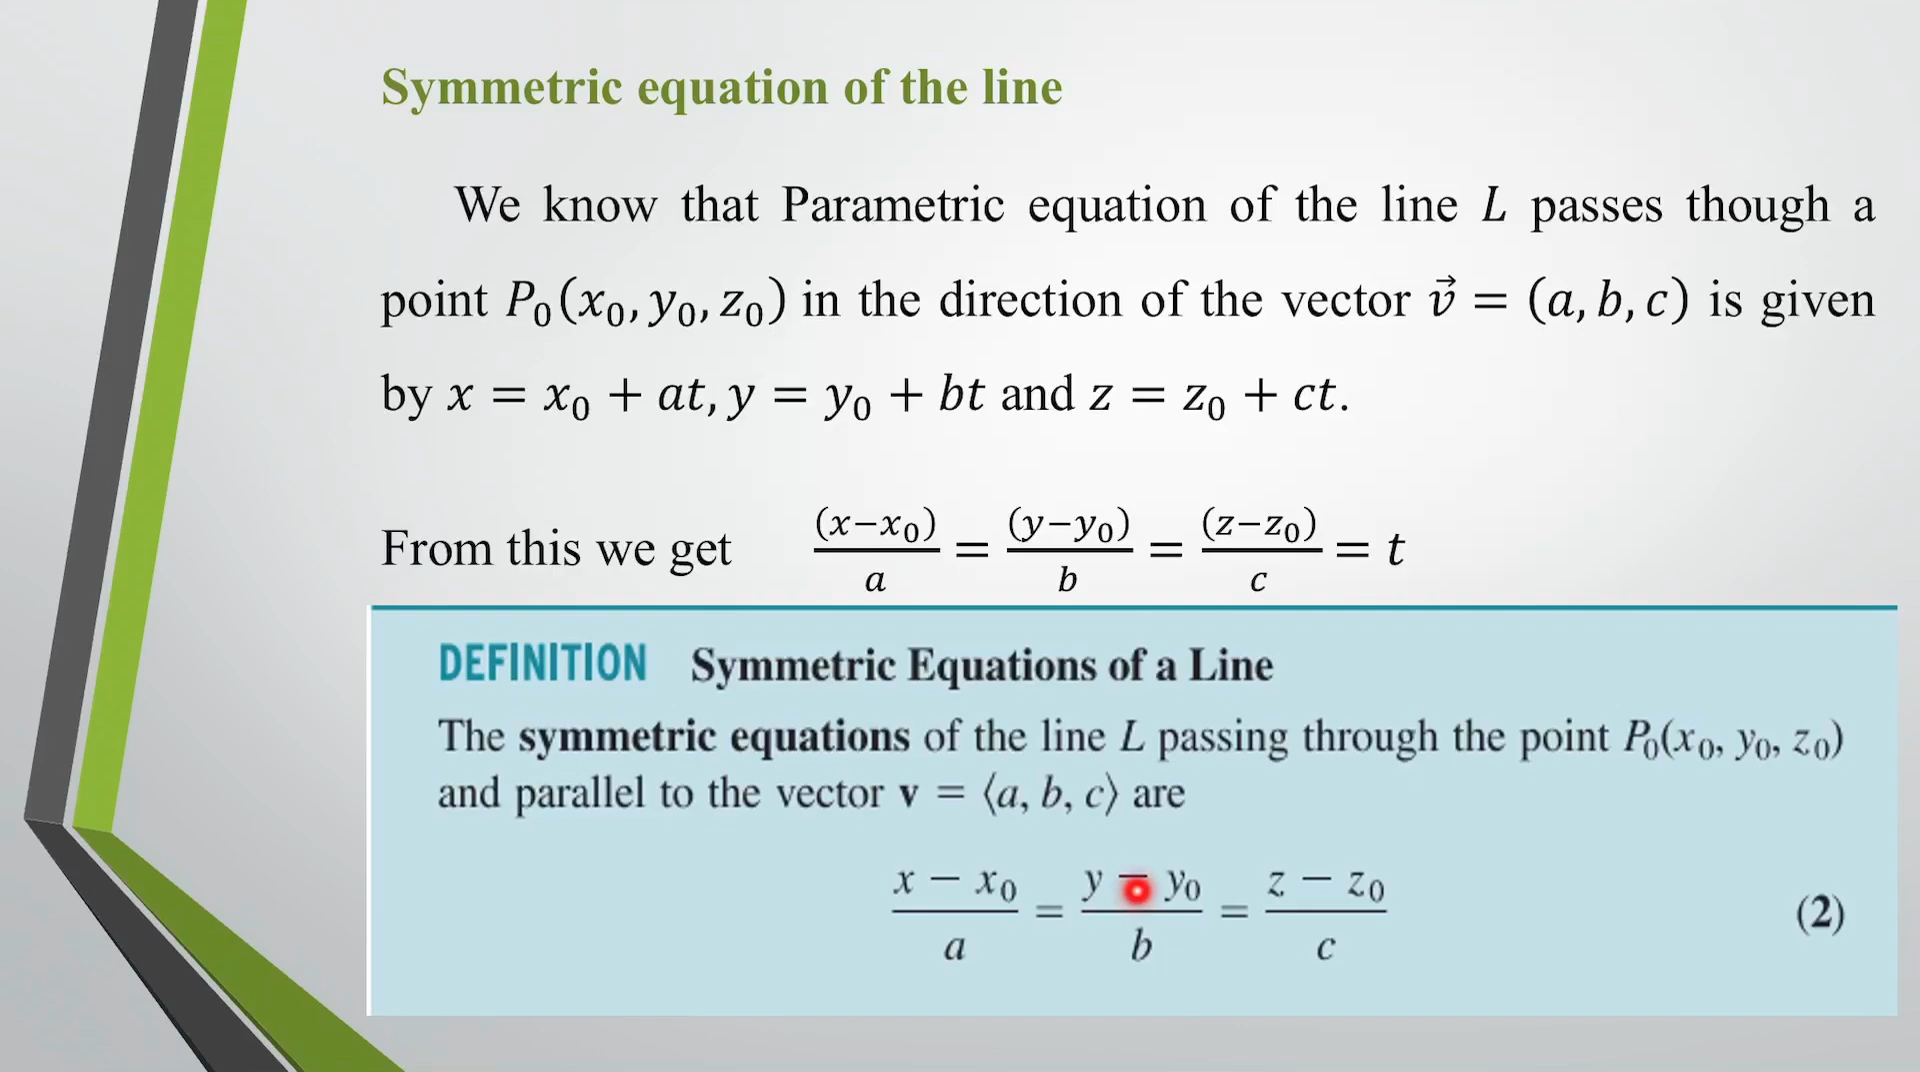 Symmetric equation of the line
We know that Parametric equation of the line L passes though a
point P₀(x₀, y₀, z₀) in the direction of the vector v⃗ = (a, b, c) is given
by x = x₀ + at, y = y₀ + bt and z = z₀ + ct.
From this we get (x−x₀)/a = (y−y₀)/b = (z−z₀)/c = t
DEFINITION Symmetric Equations of a Line
The symmetric equations of the line L passing through the point P₀(x₀, y₀, z₀)
and parallel to the vector v = ⟨a, b, c⟩ are
(x − x₀)/a = (y − y₀)/b = (z − z₀)/c (2)